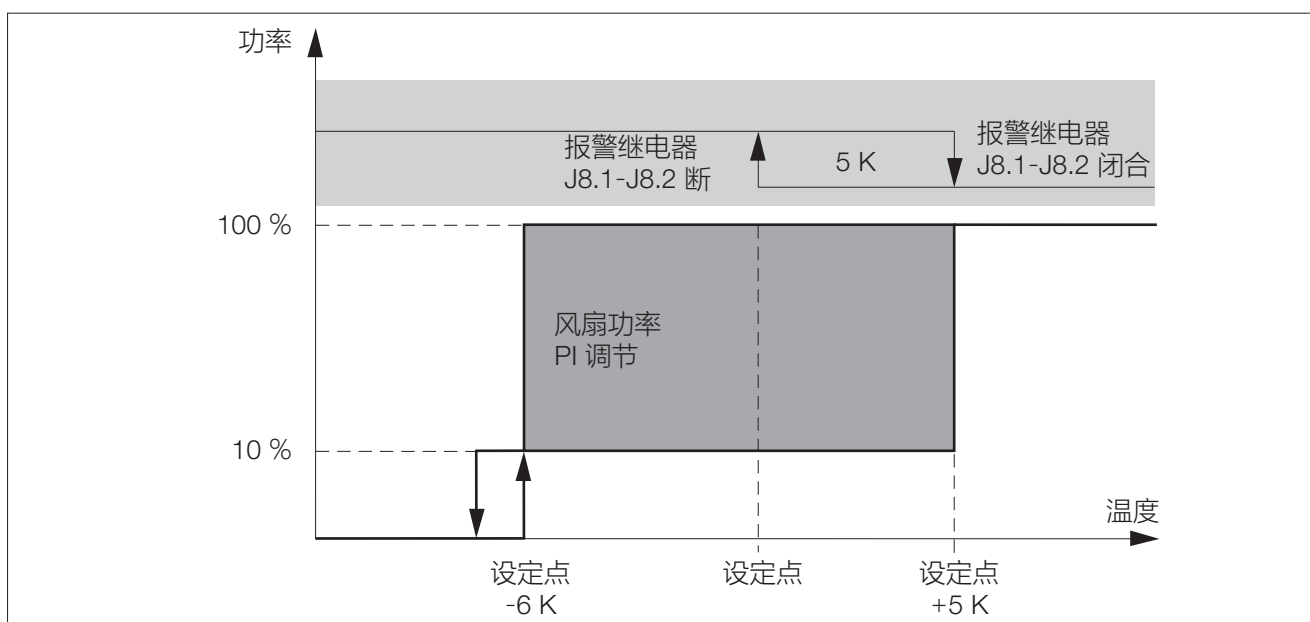 功率
报警继电器
J8.1-J8.2 断
5 K
报警继电器
J8.1-J8.2 闭合
100 %
风扇功率
PI 调节
10 %
温度
设定点
-6 K
设定点
设定点
+5 K